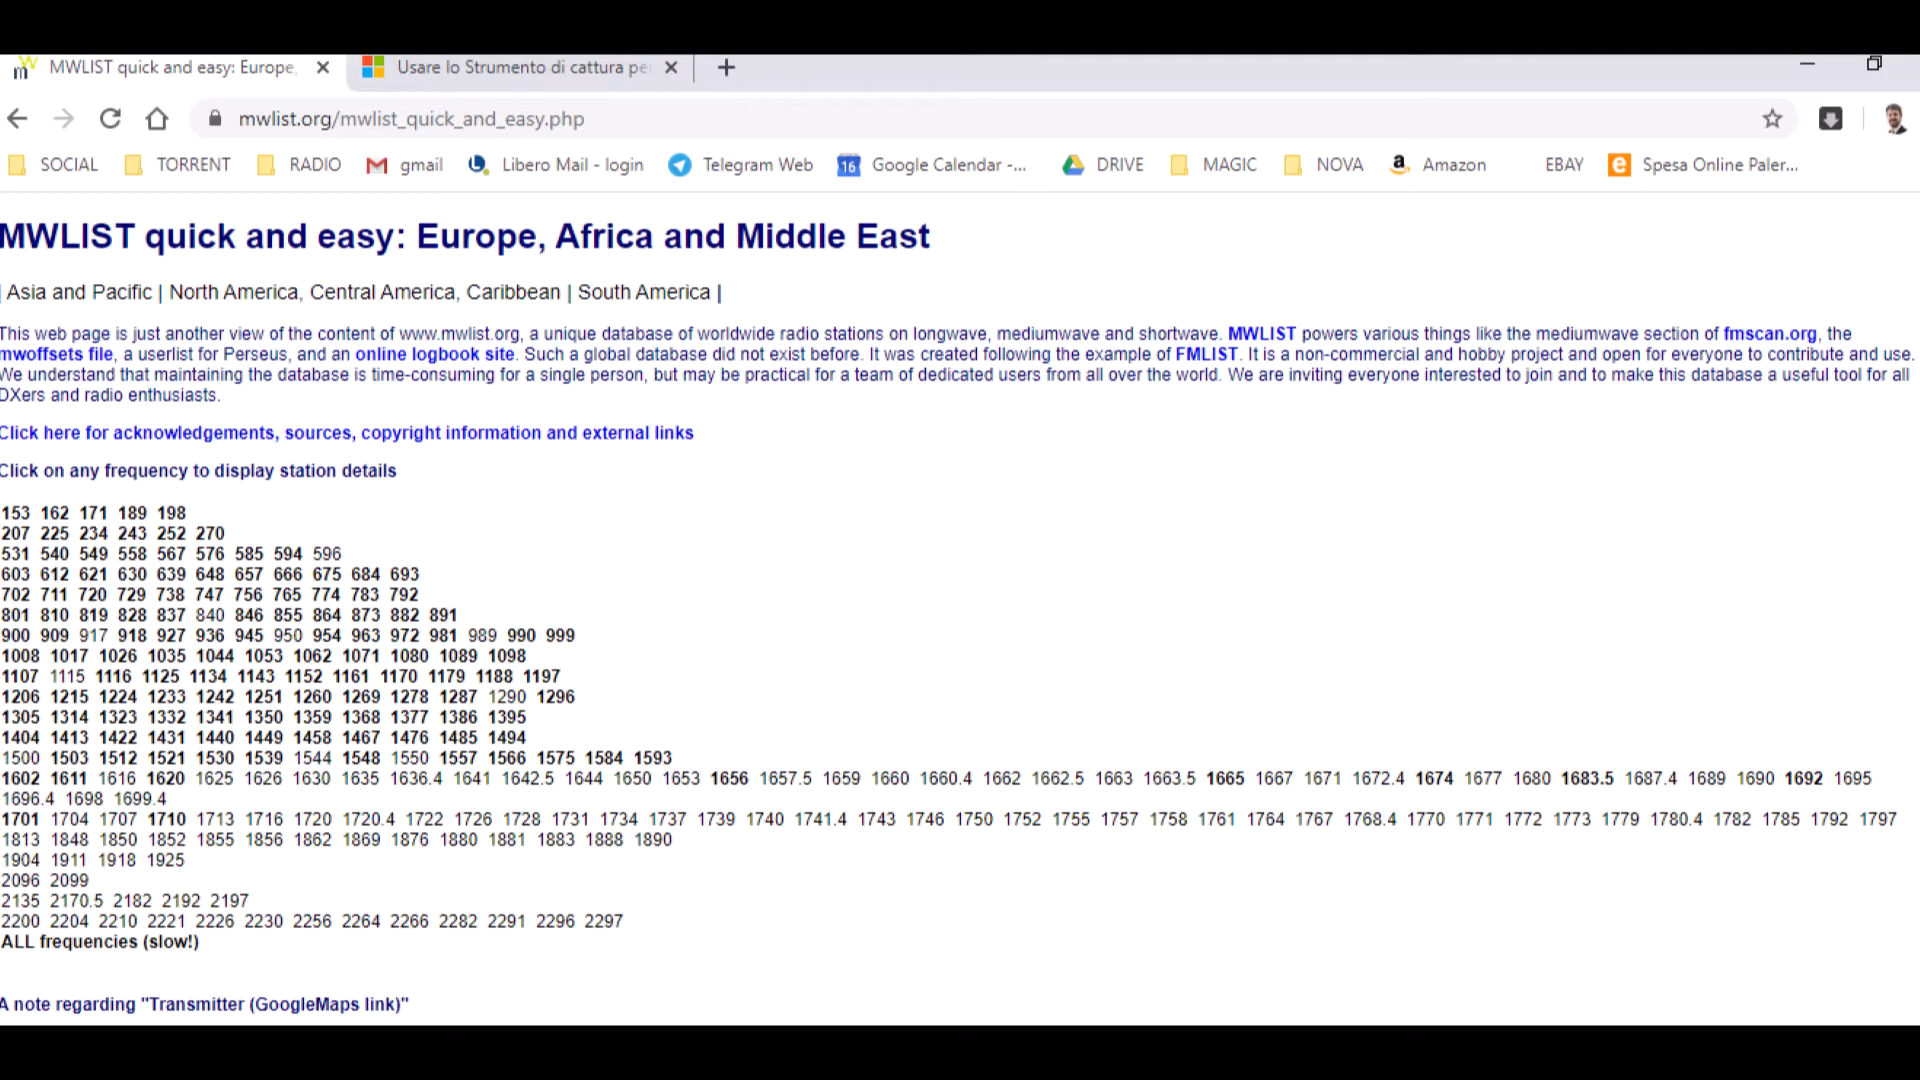 MWLIST quick and easy: Europe,
Usare lo Strumento di cattura pe
mwlist.org/mwlist_quick_and_easy.php
SOCIAL TORRENT RADIO gmail Libero Mail - login Telegram Web 16 Google Calendar -... DRIVE MAGIC NOVA Amazon EBAY Spesa Online Paler...
MWLIST quick and easy: Europe, Africa and Middle East
| Asia and Pacific | North America, Central America, Caribbean | South America |
This web page is just another view of the content of www.mwlist.org, a unique database of worldwide radio stations on longwave, mediumwave and shortwave. MWLIST powers various things like the mediumwave section of fmscan.org, the
mwoffsets file, a userlist for Perseus, and an online logbook site. Such a global database did not exist before. It was created following the example of FMLIST. It is a non-commercial and hobby project and open for everyone to contribute and use.
We understand that maintaining the database is time-consuming for a single person, but may be practical for a team of dedicated users from all over the world. We are inviting everyone interested to join and to make this database a useful tool for all
DXers and radio enthusiasts.
Click here for acknowledgements, sources, copyright information and external links
Click on any frequency to display station details
153 162 171 189 198
207 225 234 243 252 270
531 540 549 558 567 576 585 594 596
603 612 621 630 639 648 657 666 675 684 693
702 711 720 729 738 747 756 765 774 783 792
801 810 819 828 837 840 846 855 864 873 882 891
900 909 917 918 927 936 945 950 954 963 972 981 989 990 999
1008 1017 1026 1035 1044 1053 1062 1071 1080 1089 1098
1107 1115 1116 1125 1134 1143 1152 1161 1170 1179 1188 1197
1206 1215 1224 1233 1242 1251 1260 1269 1278 1287 1290 1296
1305 1314 1323 1332 1341 1350 1359 1368 1377 1386 1395
1404 1413 1422 1431 1440 1449 1458 1467 1476 1485 1494
1500 1503 1512 1521 1530 1539 1544 1548 1550 1557 1566 1575 1584 1593
1602 1611 1616 1620 1625 1626 1630 1635 1636.4 1641 1642.5 1644 1650 1653 1656 1657.5 1659 1660 1660.4 1662 1662.5 1663 1663.5 1665 1667 1671 1672.4 1674 1677 1680 1683.5 1687.4 1689 1690 1692 1695
1696.4 1698 1699.4
1701 1704 1707 1710 1713 1716 1720 1720.4 1722 1726 1728 1731 1734 1737 1739 1740 1741.4 1743 1746 1750 1752 1755 1757 1758 1761 1764 1767 1768.4 1770 1771 1772 1773 1779 1780.4 1782 1785 1792 1797
1813 1848 1850 1852 1855 1856 1862 1869 1876 1880 1881 1883 1888 1890
1904 1911 1918 1925
2096 2099
2135 2170.5 2182 2192 2197
2200 2204 2210 2221 2226 2230 2256 2264 2266 2282 2291 2296 2297
ALL frequencies (slow!)
A note regarding "Transmitter (GoogleMaps link)"